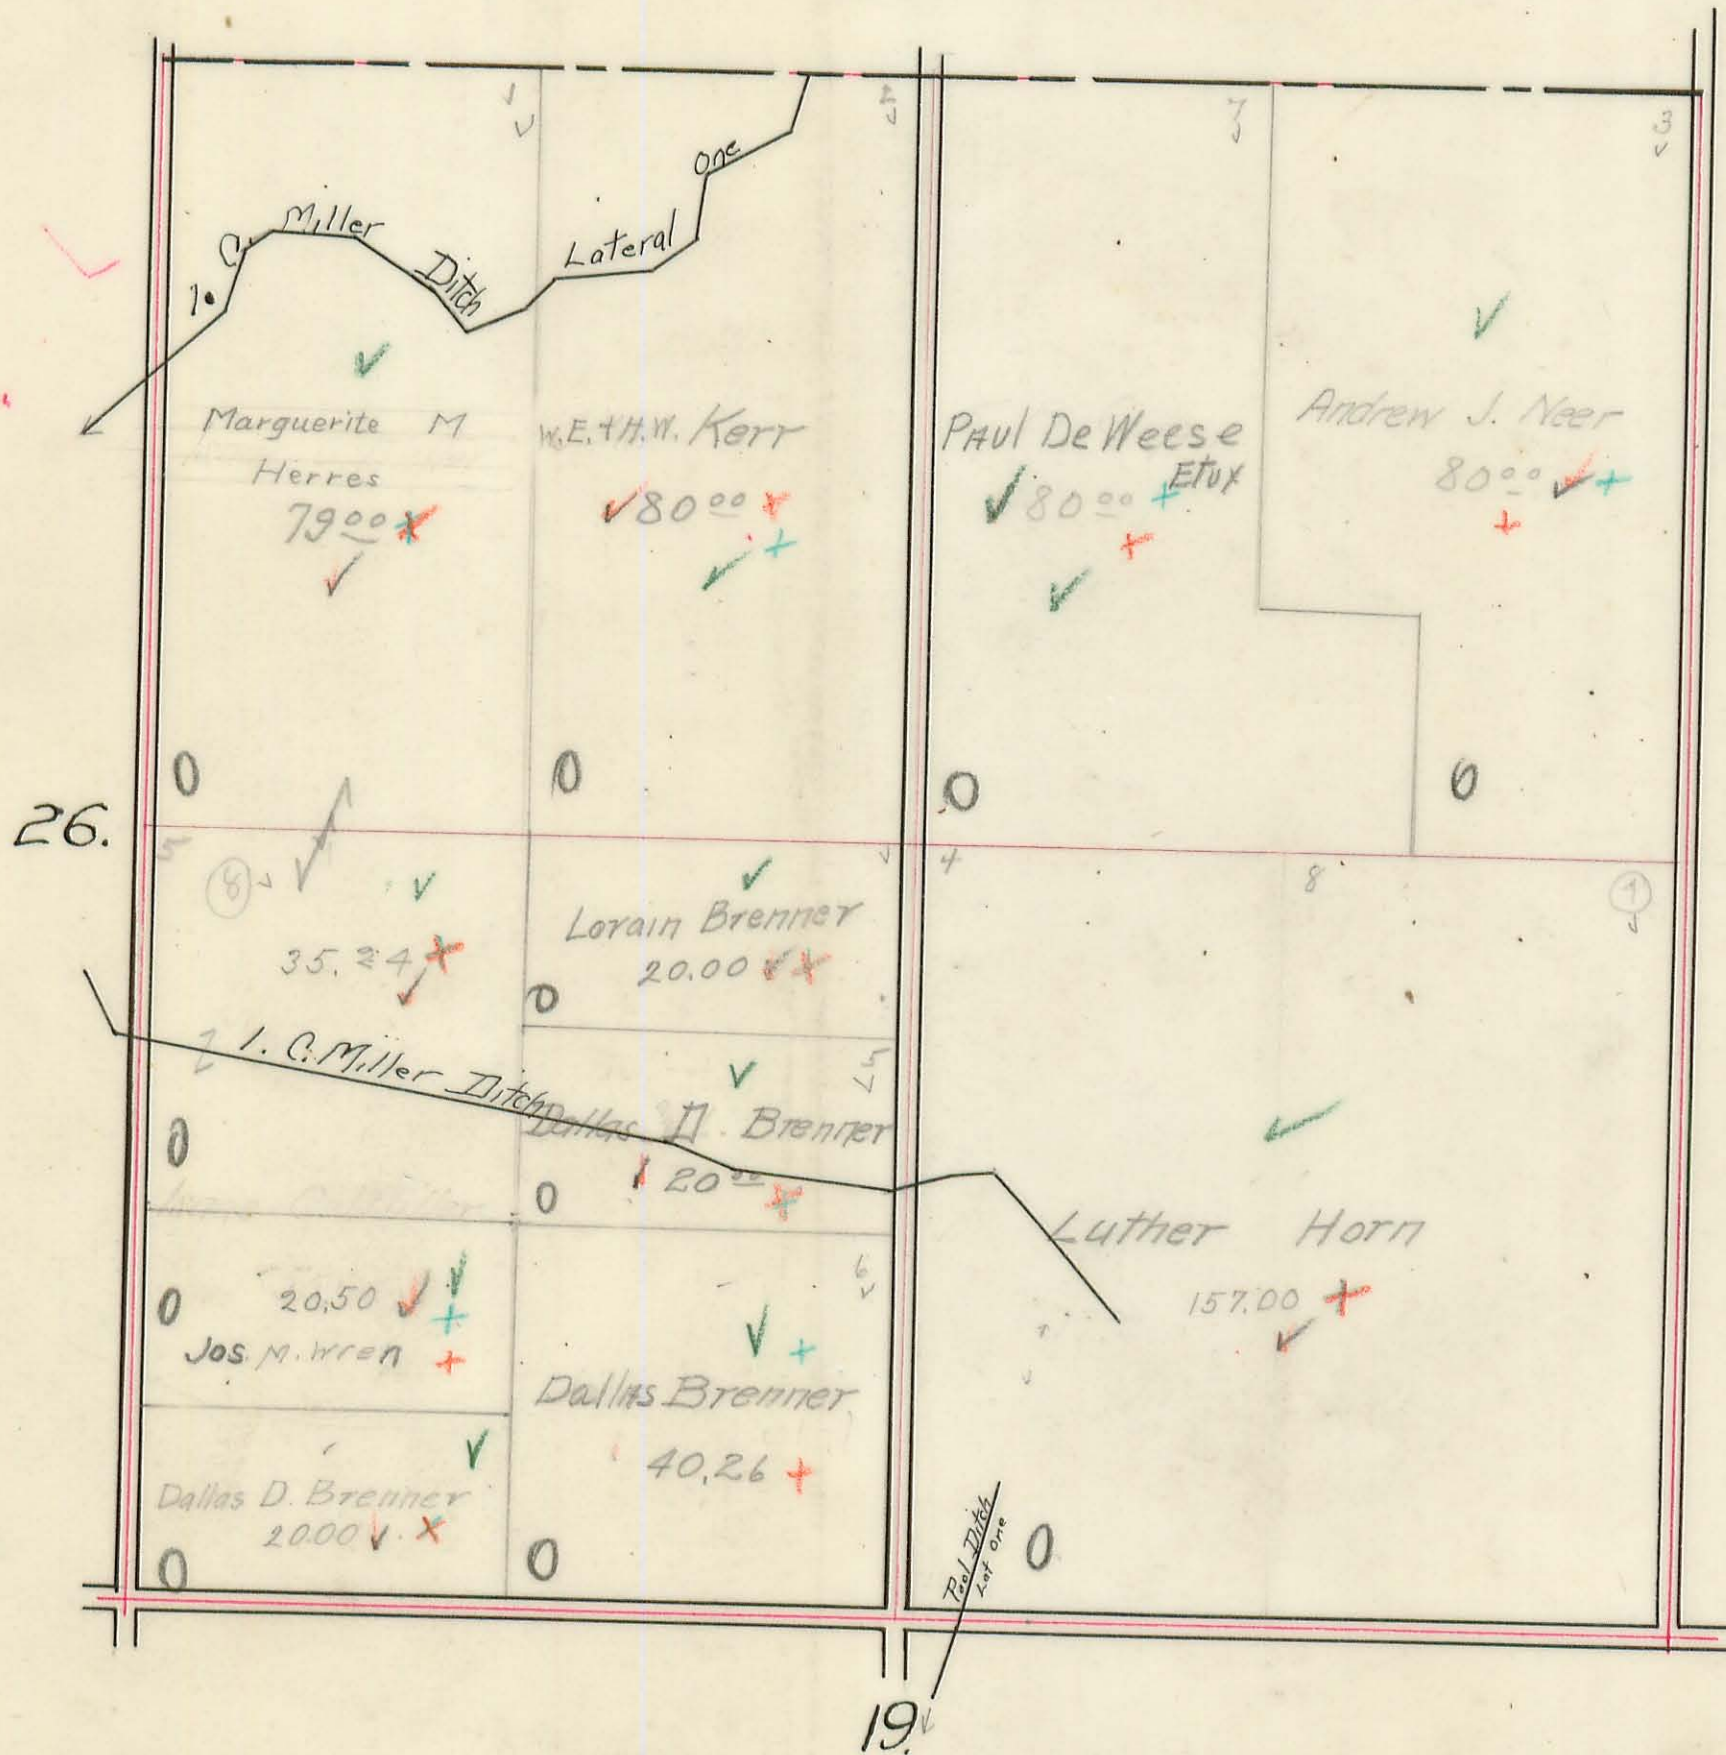 1
2
7
3
I. C. Miller Ditch Lateral One
Marguerite M
Herres
79 00
W.E. + H.W. Kerr
80 00
Paul De Weese
Etux
80 00
Andrew J. Neer
80 00
0
0
0
0
26.
5
8
4
8
35.24
Lorain Brenner
20.00
0
I. C. Miller Ditch
5
Dallas D. Brenner
20 00
0
0
Luther Horn
157.00
20.50
Jos. M. Wren
0
6
Dallas Brenner
40.26
Dallas D. Brenner
20.00
0
0
Pool Ditch
Lat One
0
19.